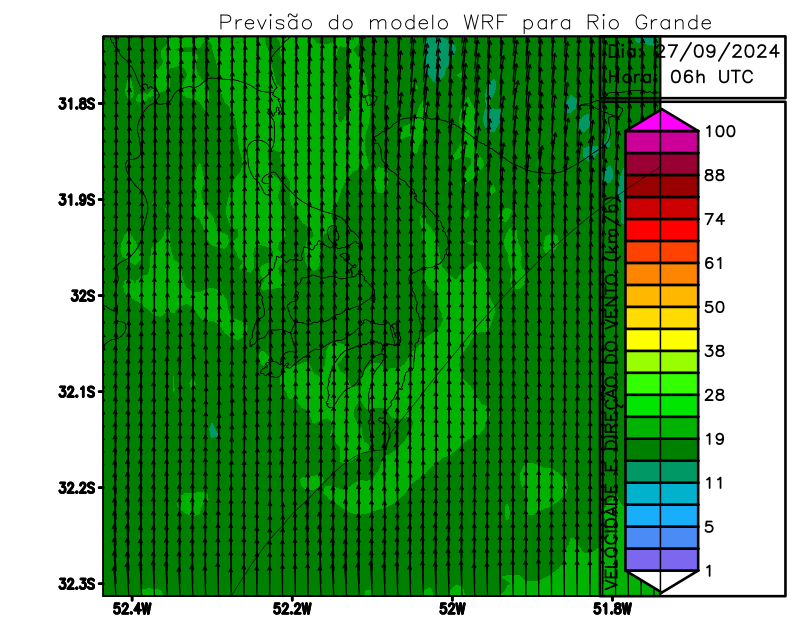 Previsão do modelo WRF para Rio Grande
Dia: 27/09/2024
Hora: 06h UTC
31.8S
31.9S
32S
32.1S
32.2S
32.3S
52.4W
52.2W
52W
51.8W
VELOCIDADE E DIREÇÃO DO VENTO (km/h)
100
88
74
61
50
38
28
19
11
5
1